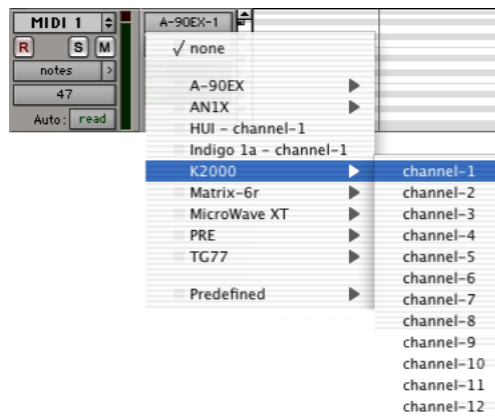 MIDI 1
R S M
notes >
47
Auto: read
A-90EX-1
√ none
A-90EX
AN1X
HUI - channel-1
Indigo 1a - channel-1
K2000
Matrix-6r
MicroWave XT
PRE
TG77
Predefined
channel-1
channel-2
channel-3
channel-4
channel-5
channel-6
channel-7
channel-8
channel-9
channel-10
channel-11
channel-12